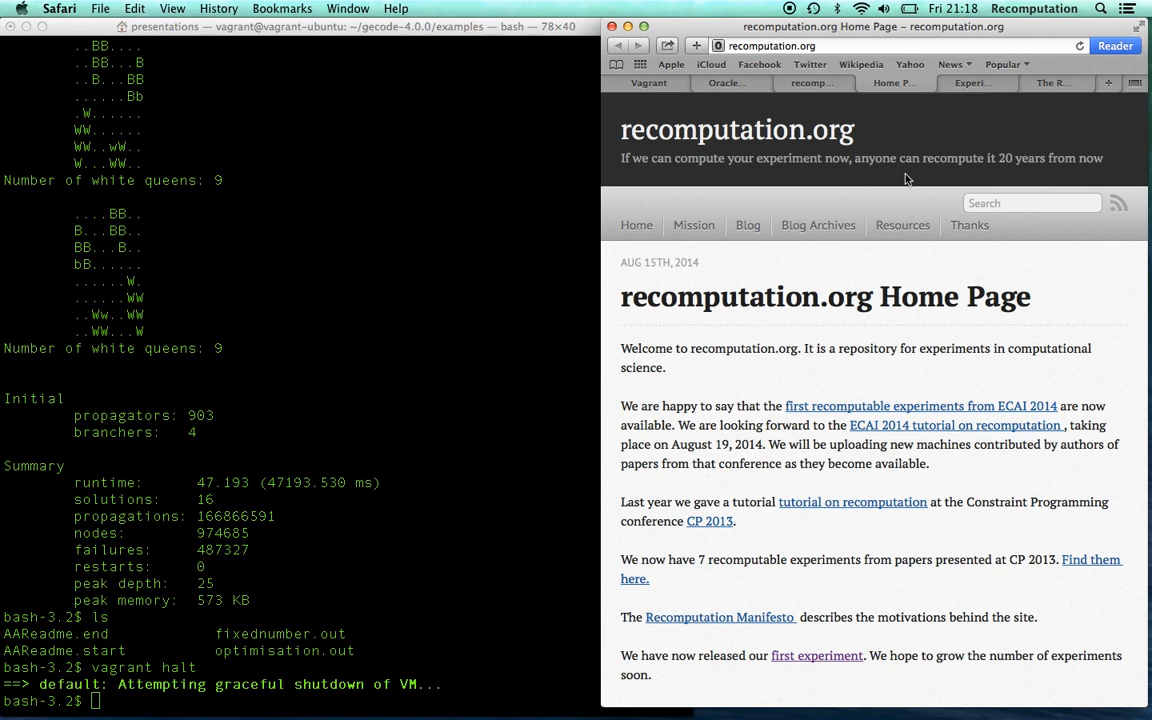 Safari File Edit View History Bookmarks Window Help Fri 21:18 Recomputation
presentations — vagrant@vagrant-ubuntu: ~/gecode-4.0.0/examples — bash — 78×40
..BB....
..BB...B
..B...BB
......Bb
.W......
WW......
WW..wW..
W...WW..
Number of white queens: 9
....BB..
B...BB..
BB...B..
bB......
......W.
......WW
..Ww..WW
..WW...W
Number of white queens: 9
Initial
propagators: 903
branchers: 4
Summary
runtime: 47.193 (47193.530 ms)
solutions: 16
propagations: 166866591
nodes: 974685
failures: 487327
restarts: 0
peak depth: 25
peak memory: 573 KB
bash-3.2$ ls
AAReadme.end fixednumber.out
AAReadme.start optimisation.out
bash-3.2$ vagrant halt
==> default: Attempting graceful shutdown of VM...
bash-3.2$
recomputation.org Home Page – recomputation.org
recomputation.org Reader
Apple iCloud Facebook Twitter Wikipedia Yahoo News Popular
Vagrant Oracle... recomp... Home P... Experi... The R...
recomputation.org
If we can compute your experiment now, anyone can recompute it 20 years from now
Search
Home Mission Blog Blog Archives Resources Thanks
AUG 15TH, 2014
recomputation.org Home Page
Welcome to recomputation.org. It is a repository for experiments in computational
science.
We are happy to say that the first recomputable experiments from ECAI 2014 are now
available. We are looking forward to the ECAI 2014 tutorial on recomputation , taking
place on August 19, 2014. We will be uploading new machines contributed by authors of
papers from that conference as they become available.
Last year we gave a tutorial tutorial on recomputation at the Constraint Programming
conference CP 2013.
We now have 7 recomputable experiments from papers presented at CP 2013. Find them
here.
The Recomputation Manifesto describes the motivations behind the site.
We have now released our first experiment. We hope to grow the number of experiments
soon.